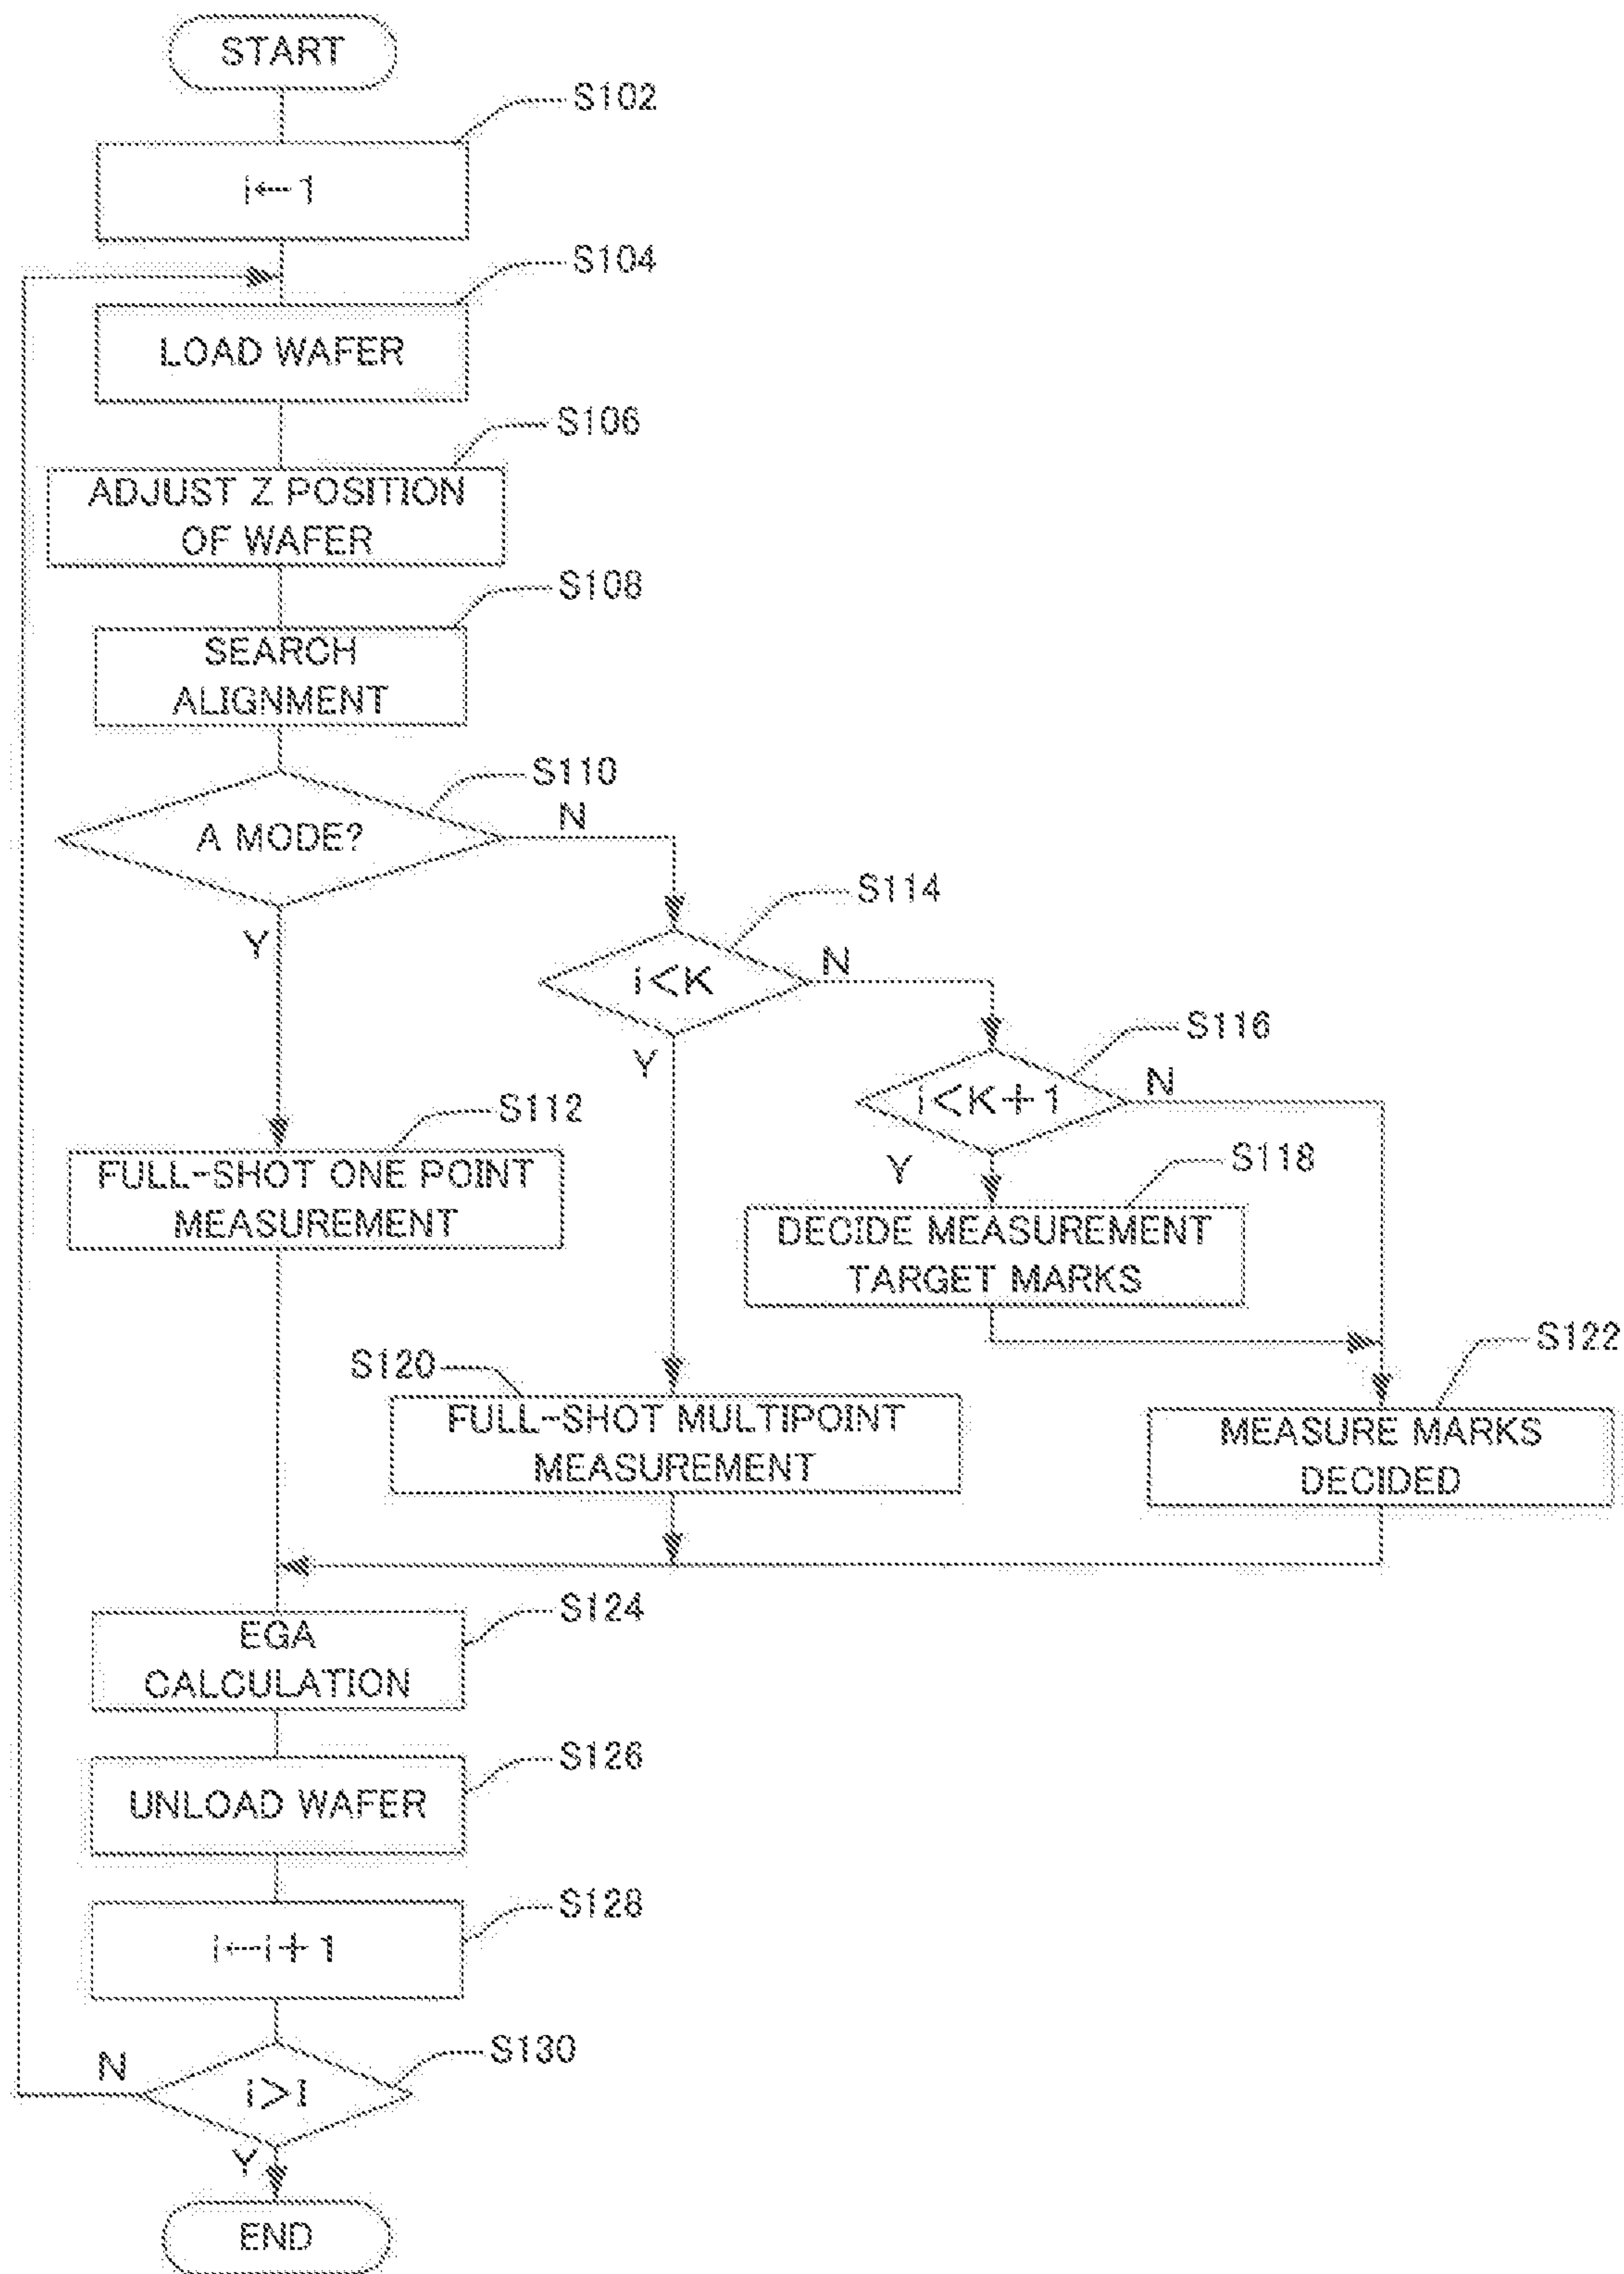 START
S102
i←1
S104
LOAD WAFER
S106
ADJUST Z POSITION
OF WAFER
S108
SEARCH
ALIGNMENT
S110
A MODE?
N
Y
S114
i<K
N
Y
S116
i<K+1
N
Y
S112
FULL-SHOT ONE POINT
MEASUREMENT
S118
DECIDE MEASUREMENT
TARGET MARKS
S120
FULL-SHOT MULTIPOINT
MEASUREMENT
S122
MEASURE MARKS
DECIDED
S124
EGA
CALCULATION
S126
UNLOAD WAFER
S128
i←i+1
S130
i>I
N
Y
END